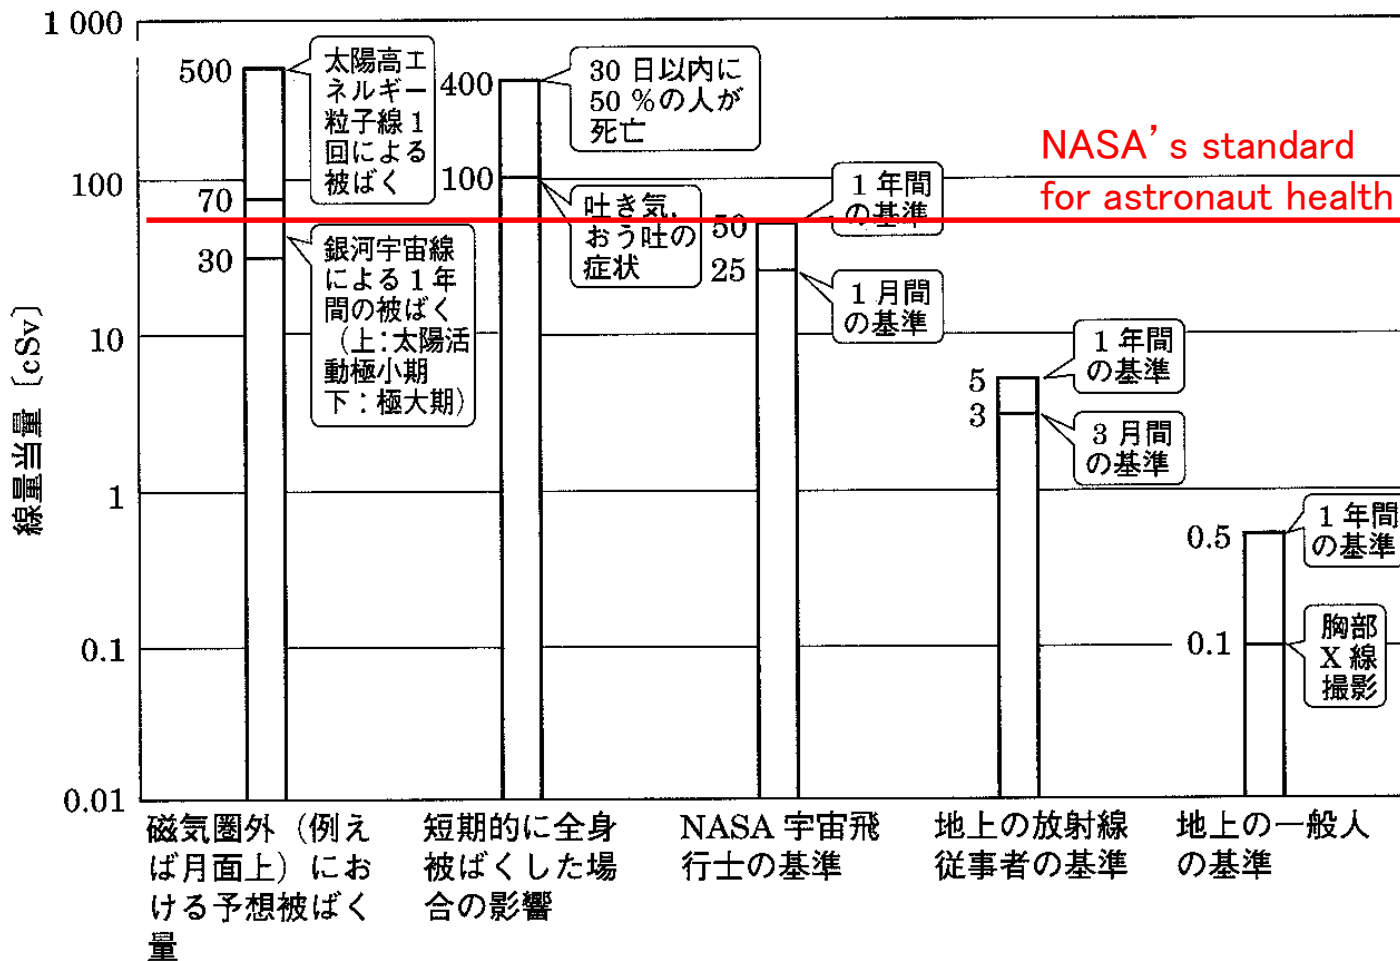 1 000
500
太陽高エ
ネルギー
粒子線1
回による
被ばく
400
30 日以内に
50 %の人が
死亡
NASA's standard
for astronaut health
100
70
100
吐き気,
おう吐の
症状
50
1 年間
の基準
30
銀河宇宙線
による1年
間の被ばく
(上:太陽活
動極小期
下:極大期)
25
1 月間
の基準
10
5
1 年間
の基準
3
3 月間
の基準
線量当量〔cSv〕
1
0.5
1 年間
の基準
0.1
0.1
胸部
X 線
撮影
0.01
磁気圏外(例え
ば月面上)にお
ける予想被ばく
量
短期的に全身
被ばくした場
合の影響
NASA 宇宙飛
行士の基準
地上の放射線
従事者の基準
地上の一般人
の基準